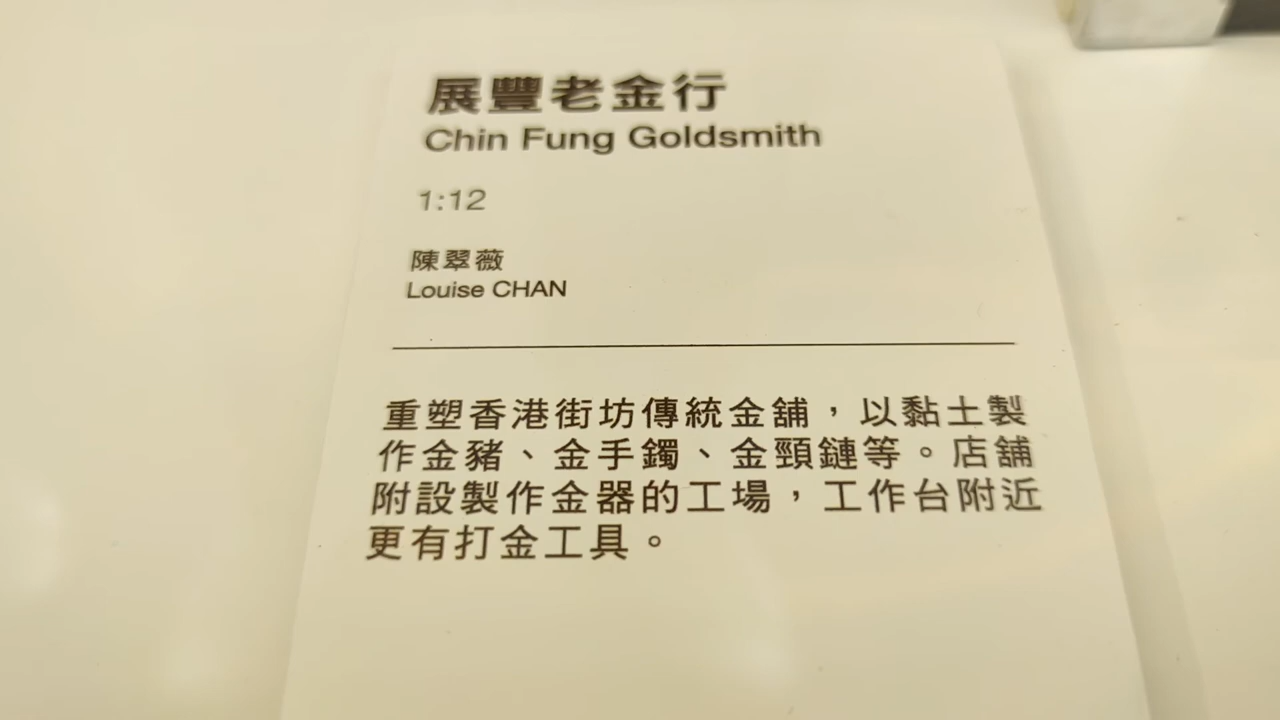 展豐老金行
Chin Fung Goldsmith
1:12
陳翠薇
Louise CHAN
重塑香港街坊傳統金舖，以黏土製
作金豬、金手鐲、金頸鏈等。店舖
附設製作金器的工場，工作台附近
更有打金工具。